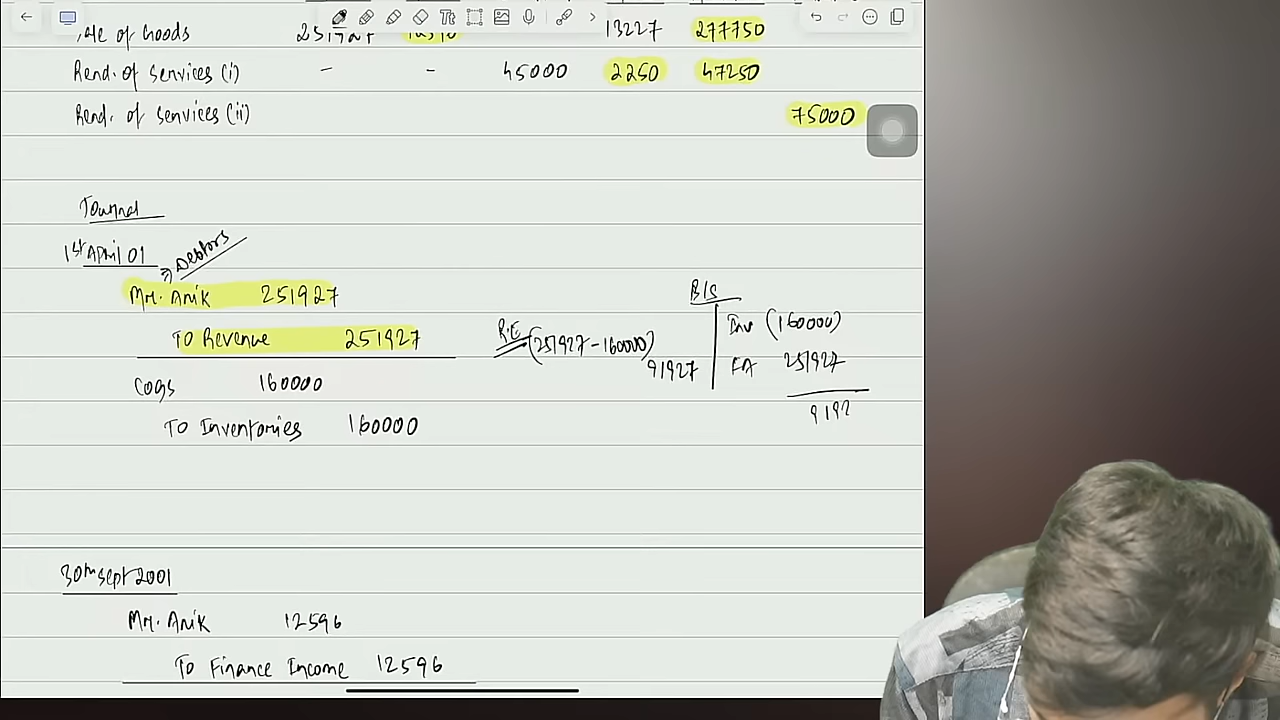 Sale of Goods 251927 13227 277750
Rend. of services (i) - - 45000 2250 47250
Rend. of services (ii) 75000
Journal
1st April 01
⇒ Debtors
Mr. Anik 251927
To Revenue 251927
Cogs 160000
To Inventories 160000
B/S
R.E (251927-160000)
91927
Inv (160000)
FA 251927
9192
30th Sept 2001
Mr. Anik 12596
To Finance Income 12596